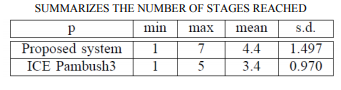 SUMMARIZES THE NUMBER OF STAGES REACHED
p min max mean s.d.
Proposed system 1 7 4.4 1.497
ICE Pambush3 1 5 3.4 0.970